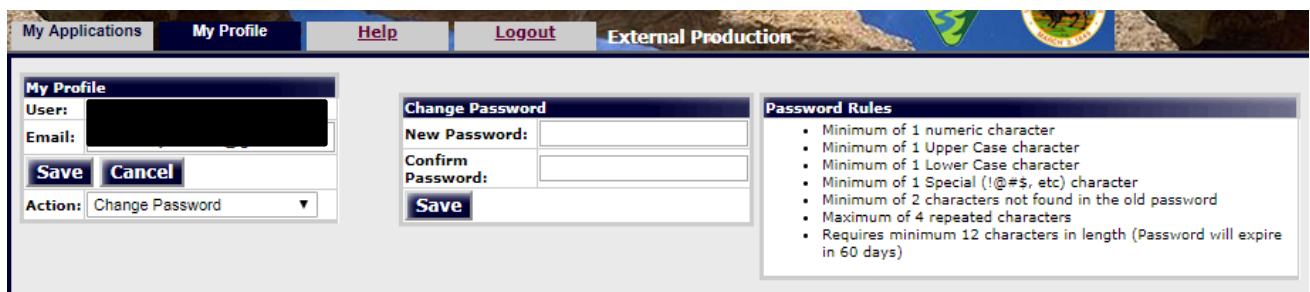 My Applications
My Profile
Help
Logout
External Production
MARCH 3, 1849
My Profile
User:
Email:
Save
Cancel
Action:
Change Password
Change Password
New Password:
Confirm
Password:
Save
Password Rules
• Minimum of 1 numeric character
• Minimum of 1 Upper Case character
• Minimum of 1 Lower Case character
• Minimum of 1 Special (!@#$, etc) character
• Minimum of 2 characters not found in the old password
• Maximum of 4 repeated characters
• Requires minimum 12 characters in length (Password will expire
in 60 days)